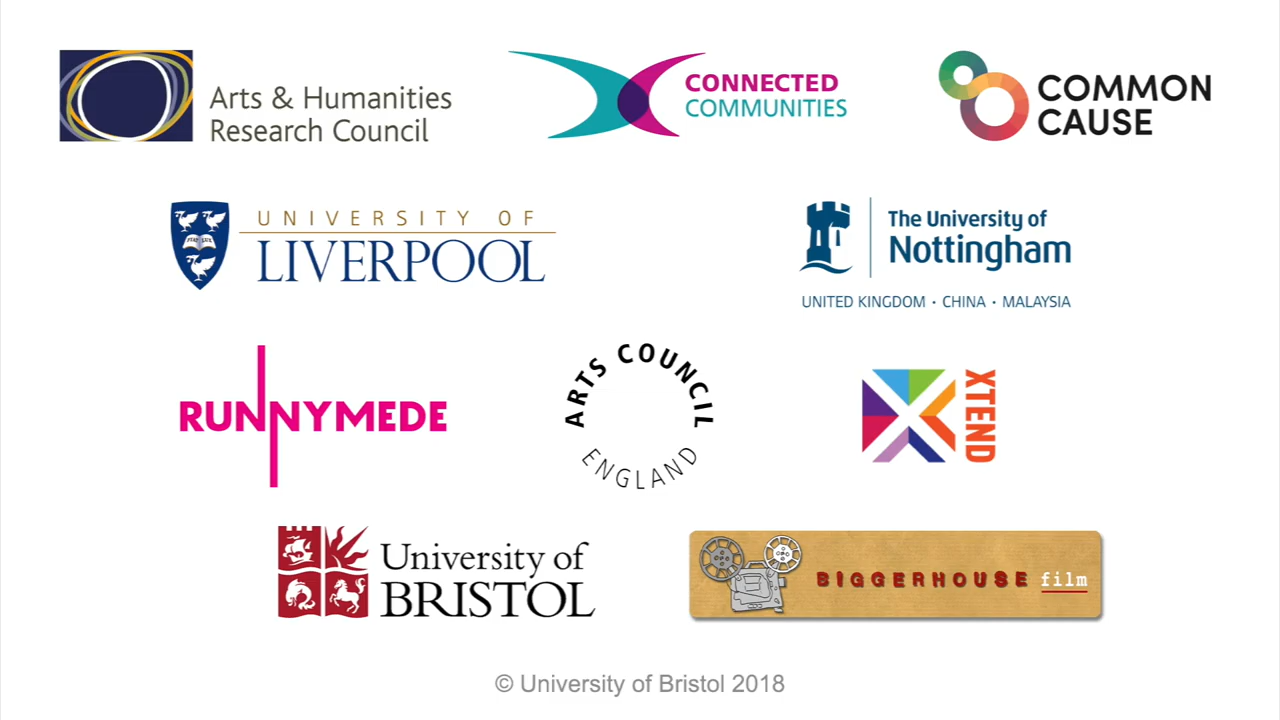 Arts & Humanities
Research Council
CONNECTED
COMMUNITIES
COMMON
CAUSE
UNIVERSITY OF
LIVERPOOL
The University of
Nottingham
UNITED KINGDOM · CHINA · MALAYSIA
RUNNYMEDE
ARTS COUNCIL
ENGLAND
XTEND
University of
BRISTOL
BIGGERHOUSE film
© University of Bristol 2018